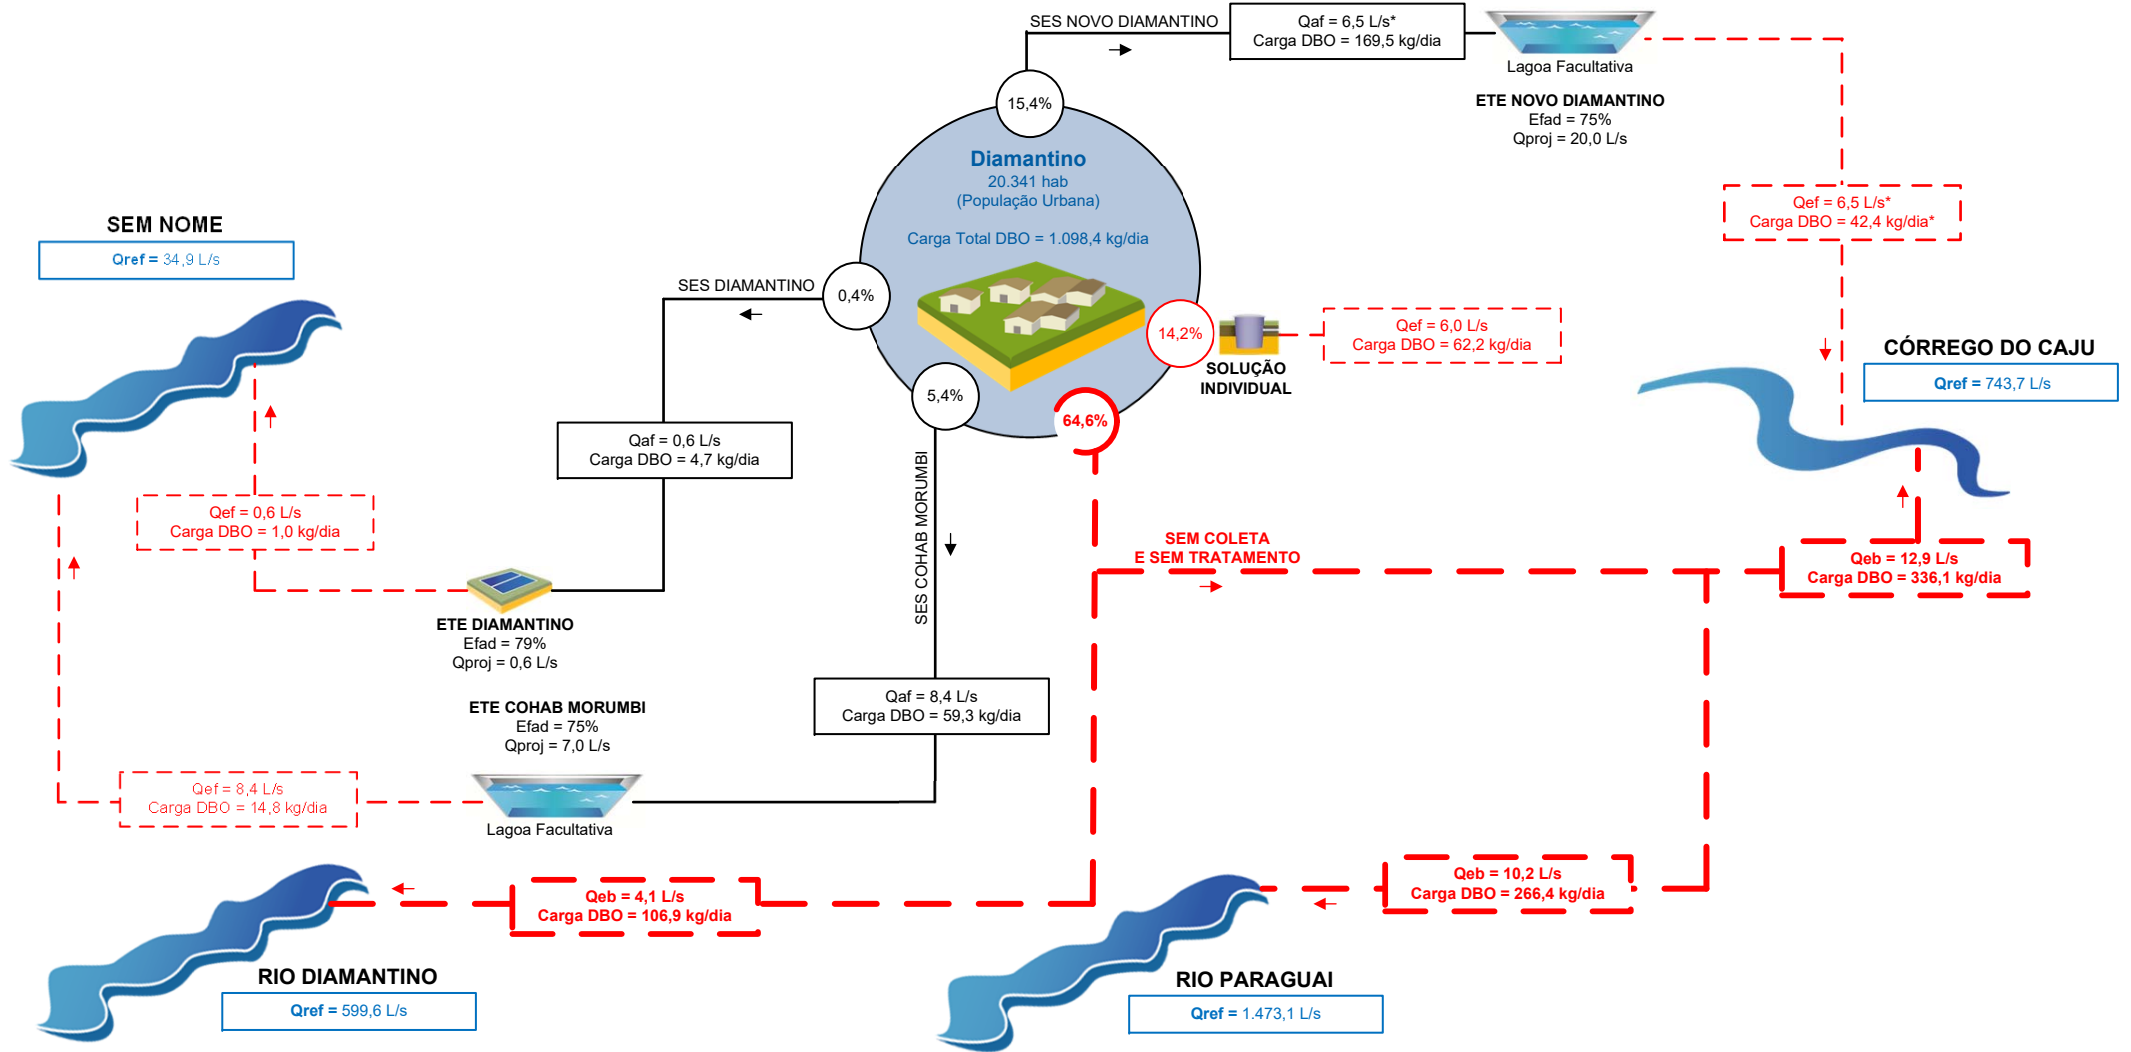 SES NOVO DIAMANTINO
Qaf = 6,5 L/s*
Carga DBO = 169,5 kg/dia
Lagoa Facultativa
ETE NOVO DIAMANTINO
Efad = 75%
Qproj = 20,0 L/s
15,4%
Diamantino
20.341 hab
(População Urbana)
Carga Total DBO = 1.098,4 kg/dia
Qef = 6,5 L/s*
Carga DBO = 42,4 kg/dia*
SEM NOME
Qref = 34,9 L/s
SES DIAMANTINO
0,4%
14,2%
SOLUÇÃO
INDIVIDUAL
Qef = 6,0 L/s
Carga DBO = 62,2 kg/dia
CÓRREGO DO CAJU
Qref = 743,7 L/s
5,4%
64,6%
Qaf = 0,6 L/s
Carga DBO = 4,7 kg/dia
SES COHAB MORUMBI
Qef = 0,6 L/s
Carga DBO = 1,0 kg/dia
SEM COLETA
E SEM TRATAMENTO
Qeb = 12,9 L/s
Carga DBO = 336,1 kg/dia
ETE DIAMANTINO
Efad = 79%
Qproj = 0,6 L/s
Qaf = 8,4 L/s
Carga DBO = 59,3 kg/dia
ETE COHAB MORUMBI
Efad = 75%
Qproj = 7,0 L/s
Qef = 8,4 L/s
Carga DBO = 14,8 kg/dia
Lagoa Facultativa
Qeb = 4,1 L/s
Carga DBO = 106,9 kg/dia
Qeb = 10,2 L/s
Carga DBO = 266,4 kg/dia
RIO DIAMANTINO
Qref = 599,6 L/s
RIO PARAGUAI
Qref = 1.473,1 L/s